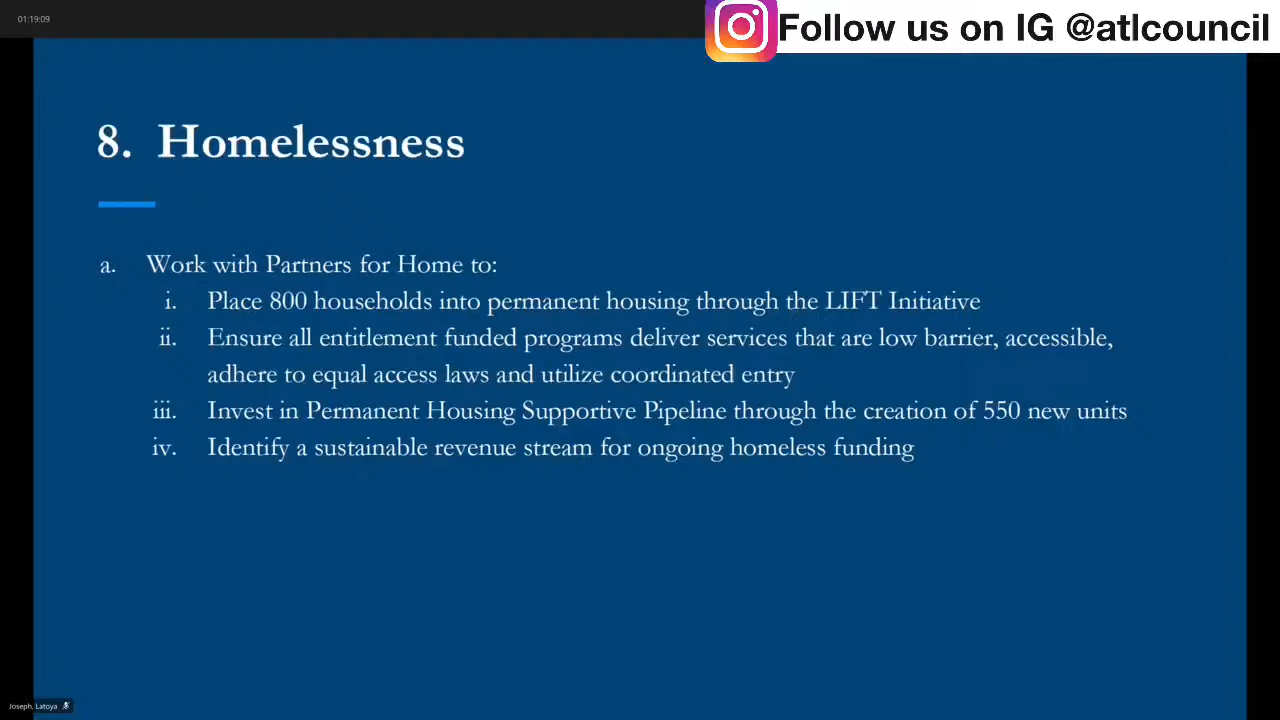 01:19:09
Follow us on IG @atlcouncil
8. Homelessness
a. Work with Partners for Home to:
i. Place 800 households into permanent housing through the LIFT Initiative
ii. Ensure all entitlement funded programs deliver services that are low barrier, accessible,
adhere to equal access laws and utilize coordinated entry
iii. Invest in Permanent Housing Supportive Pipeline through the creation of 550 new units
iv. Identify a sustainable revenue stream for ongoing homeless funding
Joseph, Latoya